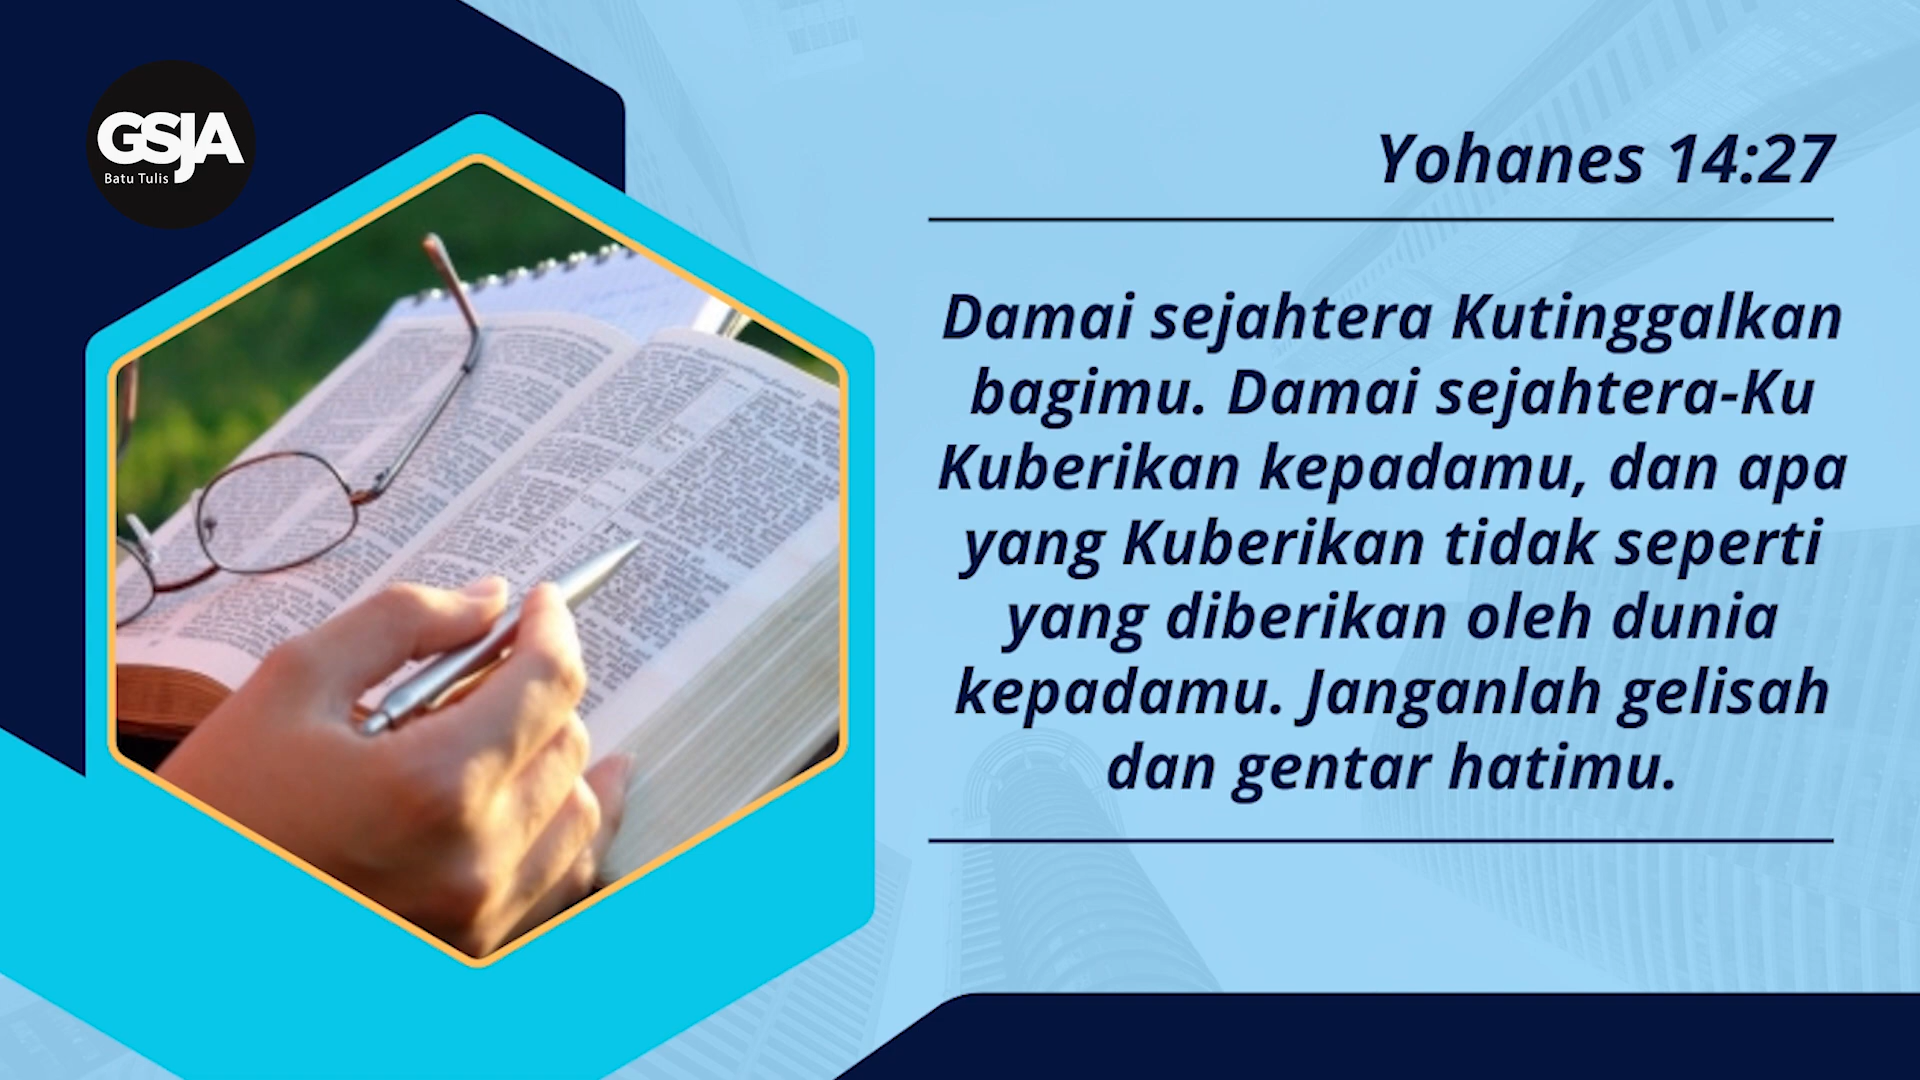 GSJA
Batu Tulis
Yohanes 14:27
Damai sejahtera Kutinggalkan
bagimu. Damai sejahtera-Ku
Kuberikan kepadamu, dan apa
yang Kuberikan tidak seperti
yang diberikan oleh dunia
kepadamu. Janganlah gelisah
dan gentar hatimu.